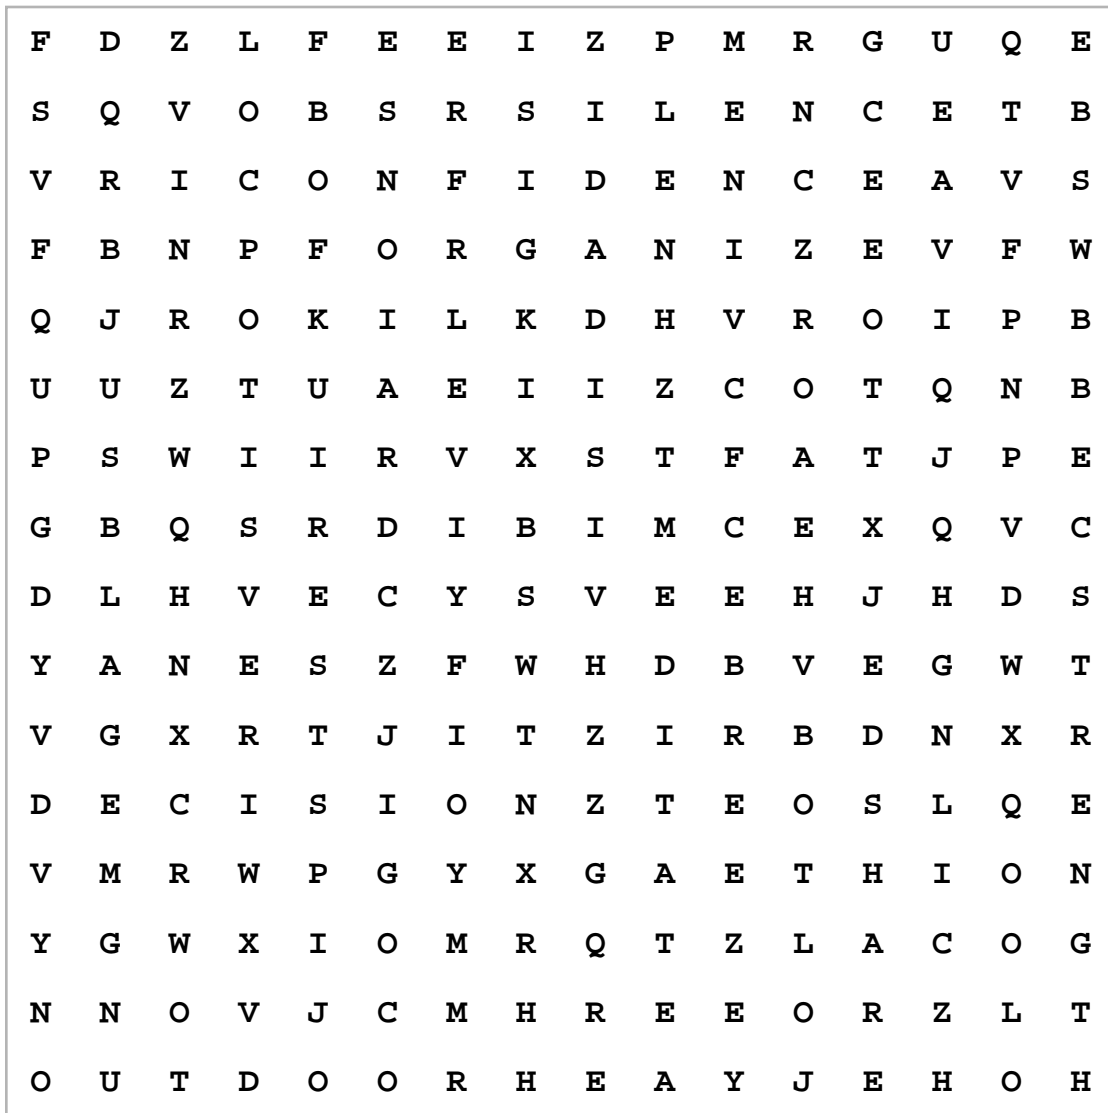 F D Z L F E E I Z P M R G U Q E
S Q V O B S R S I L E N C E T B
V R I C O N F I D E N C E A V S
F B N P F O R G A N I Z E V F W
Q J R O K I L K D H V R O I P B
U U Z T U A E I I Z C O T Q N B
P S W I I R V X S T F A T J P E
G B Q S R D I B I M C E X Q V C
D L H V E C Y S V E E H J H D S
Y A N E S Z F W H D B V E G W T
V G X R T J I T Z I R B D N X R
D E C I S I O N Z T E O S L Q E
V M R W P G Y X G A E T H I O N
Y G W X I O M R Q T Z L A C O G
N N O V J C M H R E E O R Z L T
O U T D O O R H E A Y J E H O H